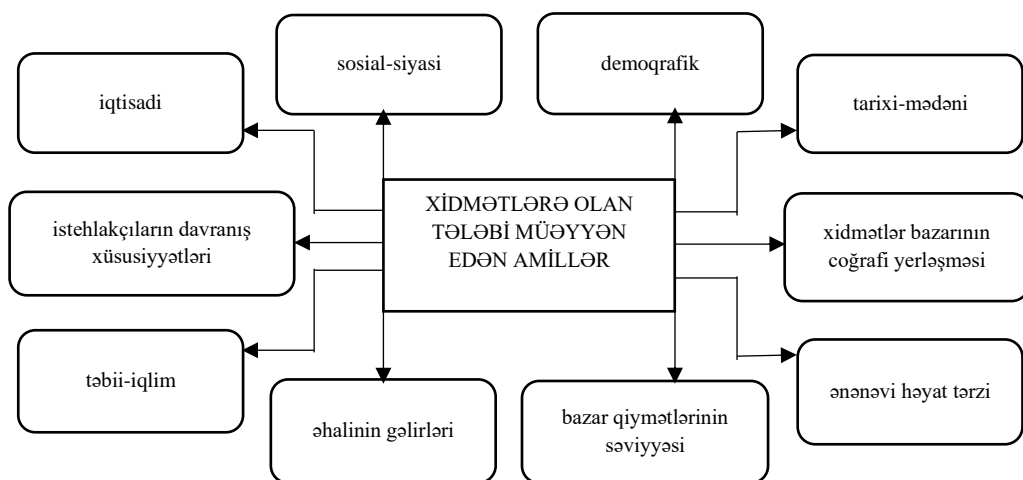 sosial-siyasi
demoqrafik
iqtisadi
tarixi-mədəni
XİDMƏTLƏRƏ OLAN
TƏLƏBİ MÜƏYYƏN
EDƏN AMİLLƏR
istehlakçıların davranış
xüsusiyyətləri
xidmətlər bazarının
coğrafi yerləşməsi
təbii-iqlim
ənənəvi həyat tərzi
əhalinin gəlirləri
bazar qiymətlərinin
səviyyəsi